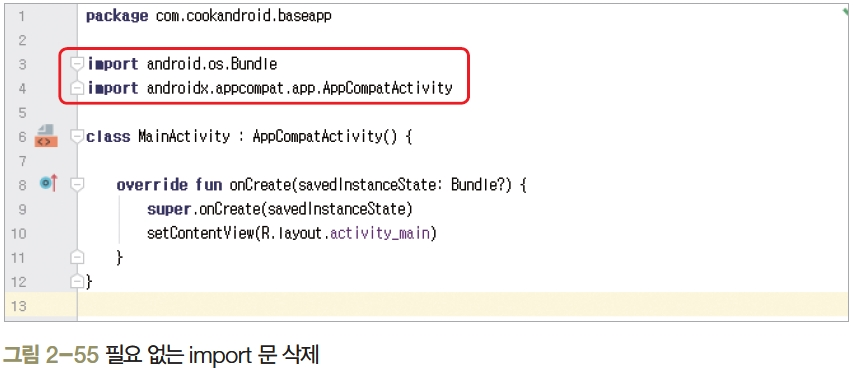 1 package com.cookandroid.baseapp
2
3 import android.os.Bundle
4 import androidx.appcompat.app.AppCompatActivity
5
6 class MainActivity : AppCompatActivity() {
7
8 override fun onCreate(savedInstanceState: Bundle?) {
9 super.onCreate(savedInstanceState)
10 setContentView(R.layout.activity_main)
11 }
12 }
13
그림 2-55 필요 없는 import 문 삭제